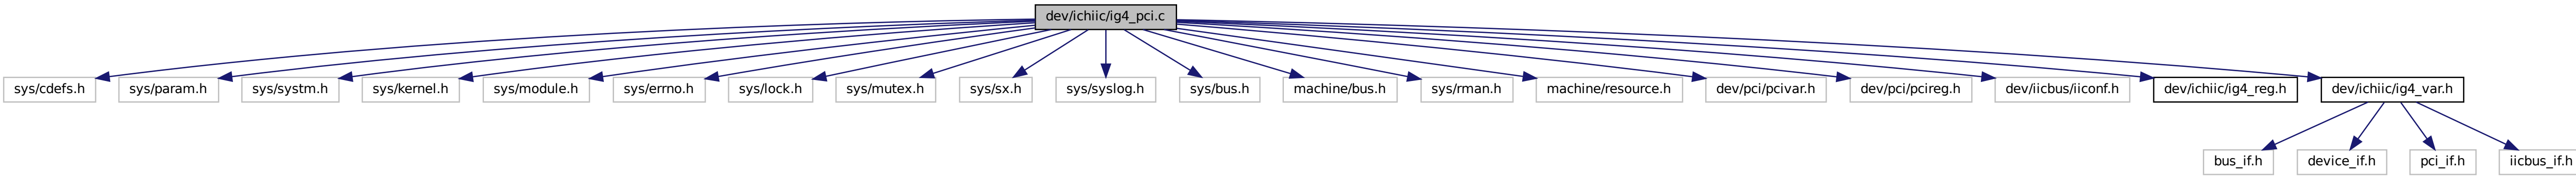 dev/ichiic/ig4_pci.c
sys/cdefs.h
sys/param.h
sys/systm.h
sys/kernel.h
sys/module.h
sys/errno.h
sys/lock.h
sys/mutex.h
sys/sx.h
sys/syslog.h
sys/bus.h
machine/bus.h
sys/rman.h
machine/resource.h
dev/pci/pcivar.h
dev/pci/pcireg.h
dev/iicbus/iiconf.h
dev/ichiic/ig4_reg.h
dev/ichiic/ig4_var.h
bus_if.h
device_if.h
pci_if.h
iicbus_if.h